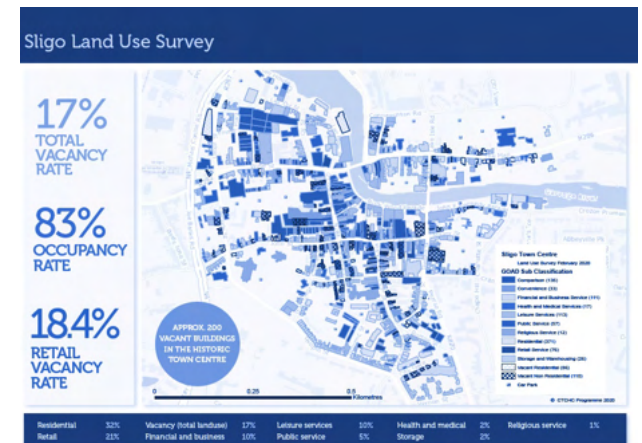 Sligo Land Use Survey
17%
TOTAL
VACANCY
RATE
83%
OCCUPANCY
RATE
18.4%
RETAIL
VACANCY
RATE
APPROX. 200
VACANT BUILDINGS
IN THE HISTORIC
TOWN CENTRE
0
0.25
0.5
Kilometres
Garvoge River
Sligo Town Centre
Land Use Survey February 2020
GOAD Sub Classification
Comparison
Convenience
Financial and Business Service
Health and Medical Services
Leisure Services
Public Service
Religious Service
Residential
Retail Service
Storage and Warehousing
Vacant Residential
Vacant Non Residential
Car Park
© CTCHC Programme 2020
Residential 32% Vacancy (total landuse) 17% Leisure services 10% Health and medical 2% Religious service 1%
Retail 21% Financial and business 10% Public service 5% Storage 2%